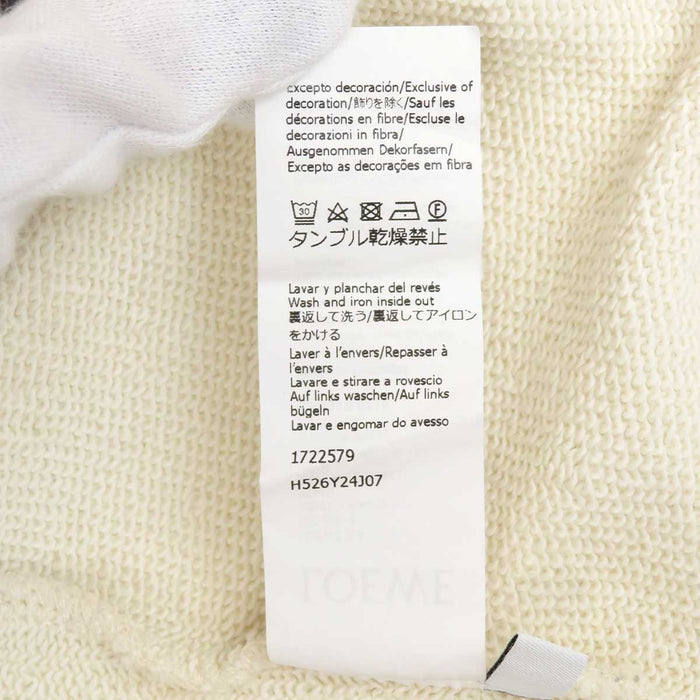 Excepto decoración/Exclusive of
decoration/飾りを除く/Sauf les
décorations en fibre/Escluse le
decorazioni in fibra/
Ausgenommen Dekorfasern/
Excepto as decorações em fibra
30 F
タンブル乾燥禁止
Lavar y planchar del revés
Wash and iron inside out
裏返して洗う/裏返してアイロン
をかける
Laver à l'envers/Repasser à
l'envers
Lavare e stirare a rovescio
Auf links waschen/Auf links
bügeln
Lavar e engomar do avesso
1722579
H526Y24J07
LOEWE